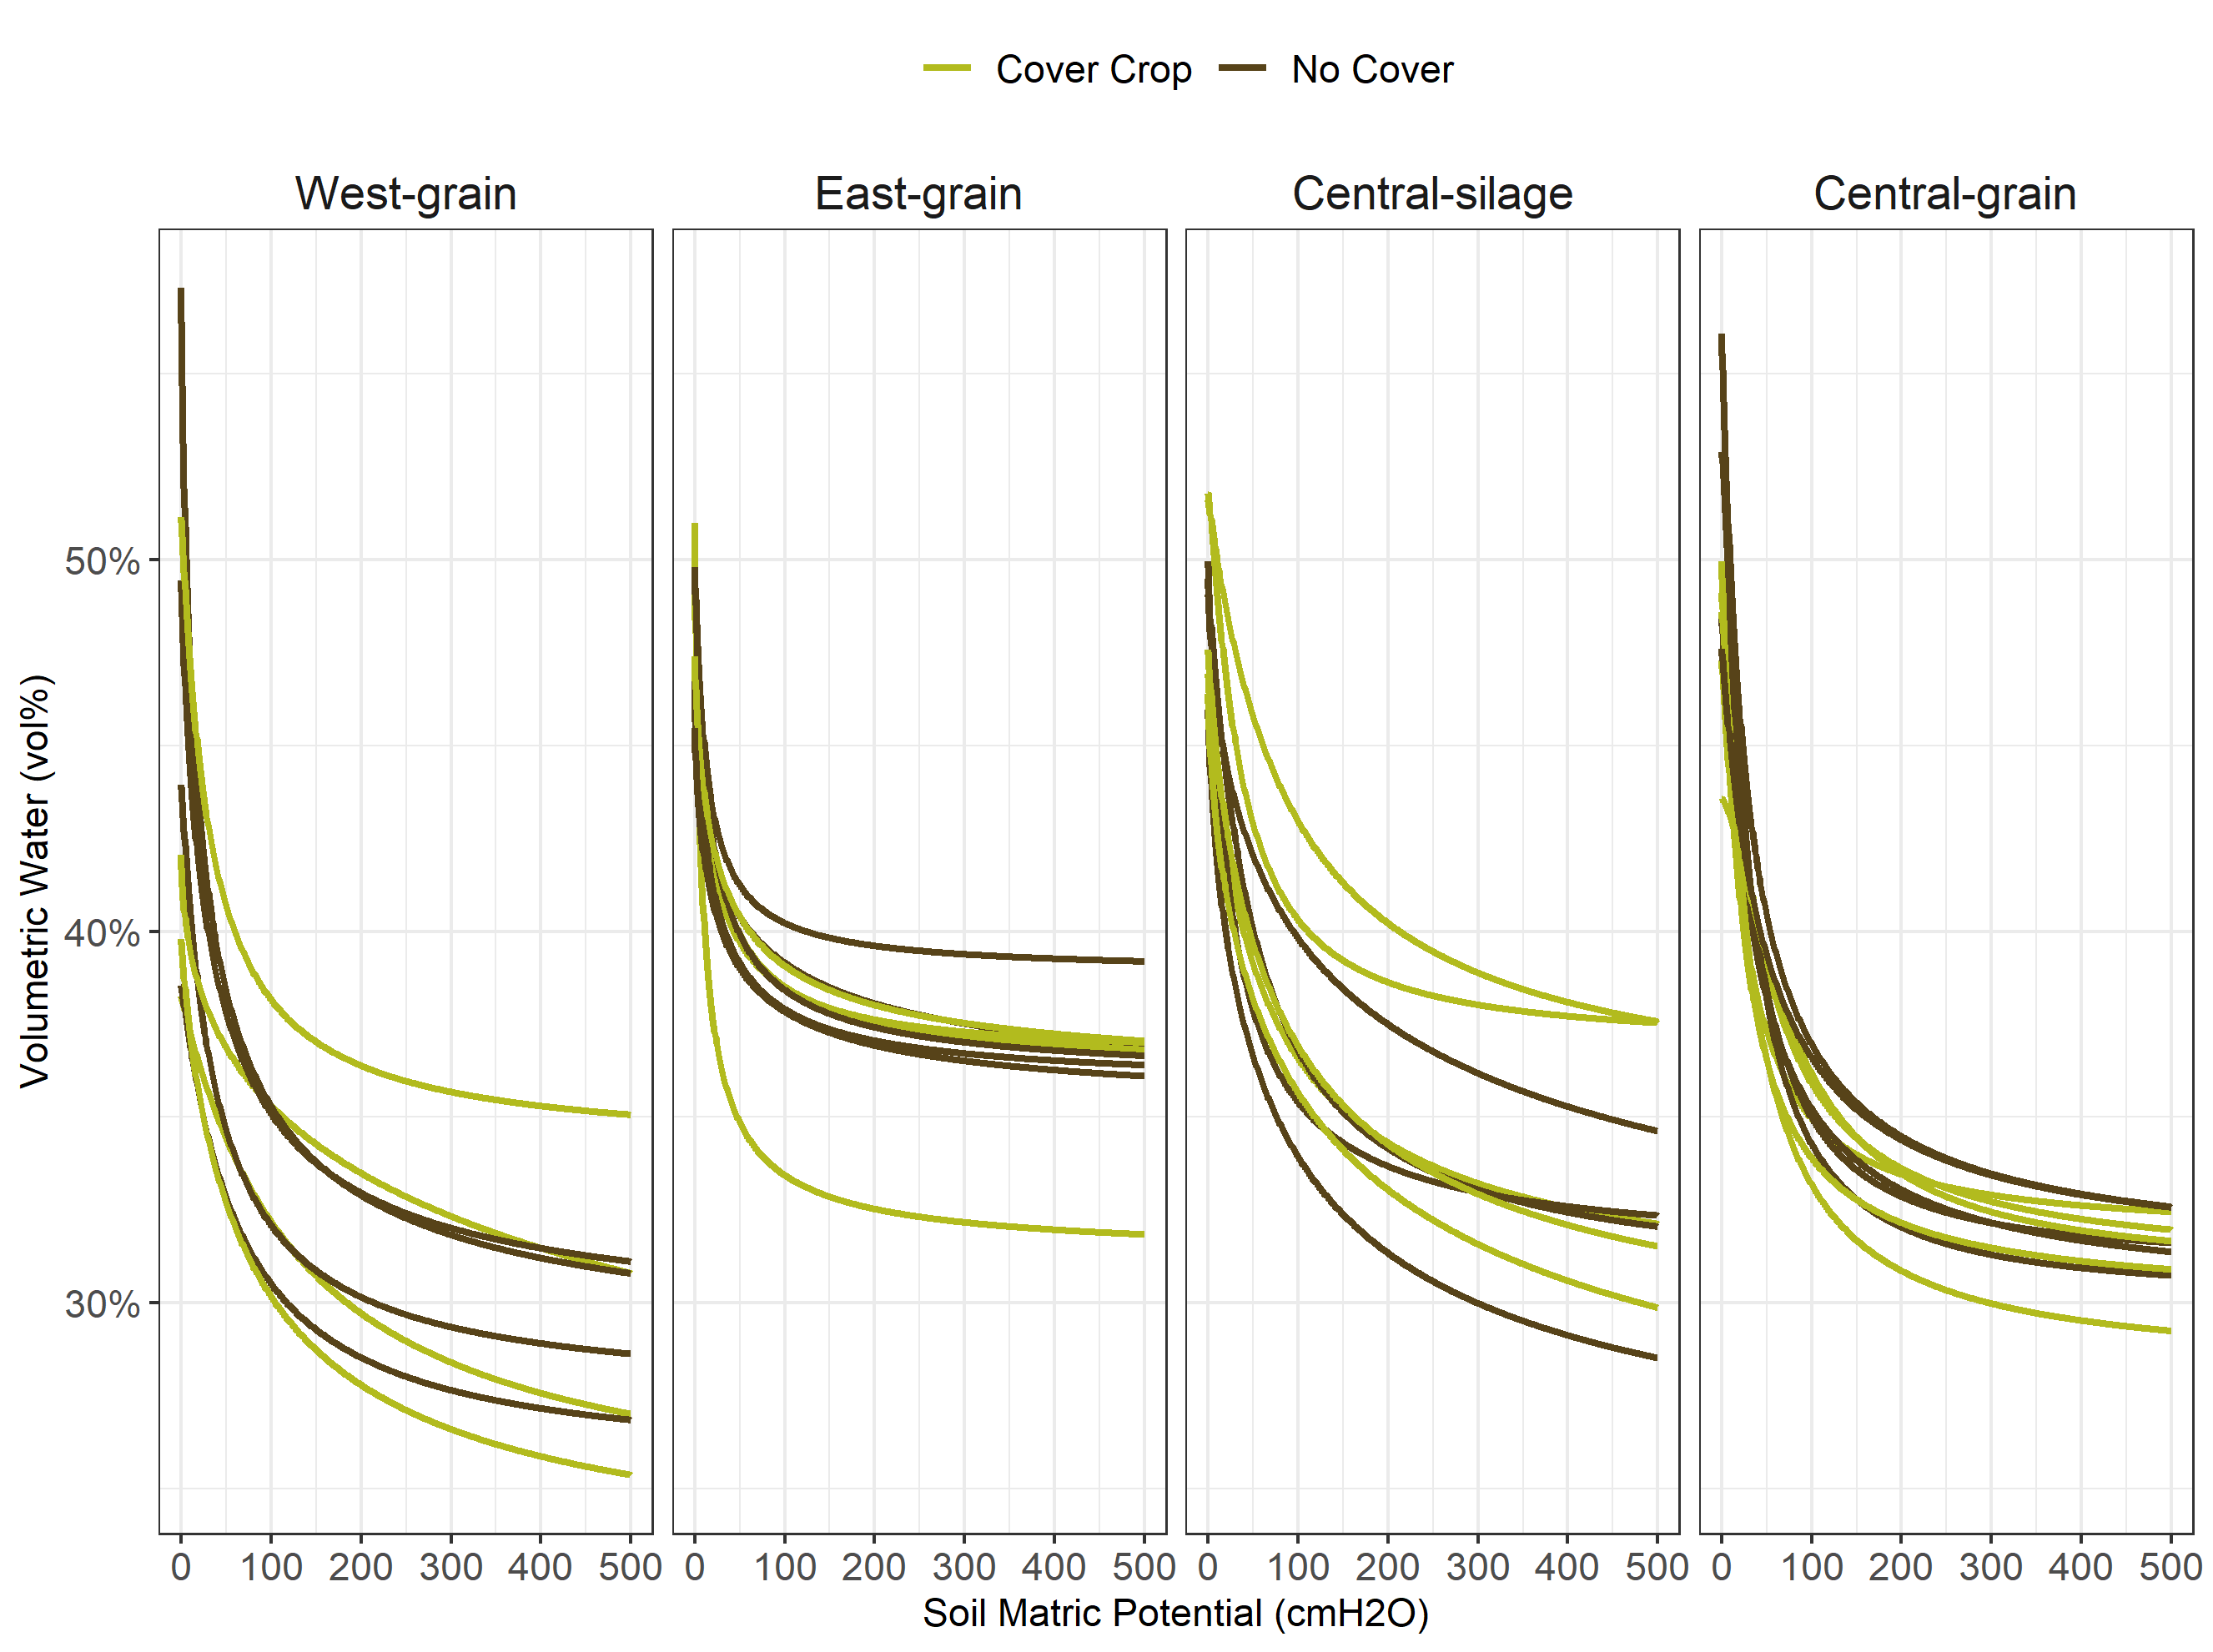 Cover Crop No Cover
West-grain East-grain Central-silage Central-grain
Volumetric Water (vol%)
50%
40%
30%
0 100 200 300 400 500 0 100 200 300 400 500 0 100 200 300 400 500 0 100 200 300 400 500
Soil Matric Potential (cmH2O)